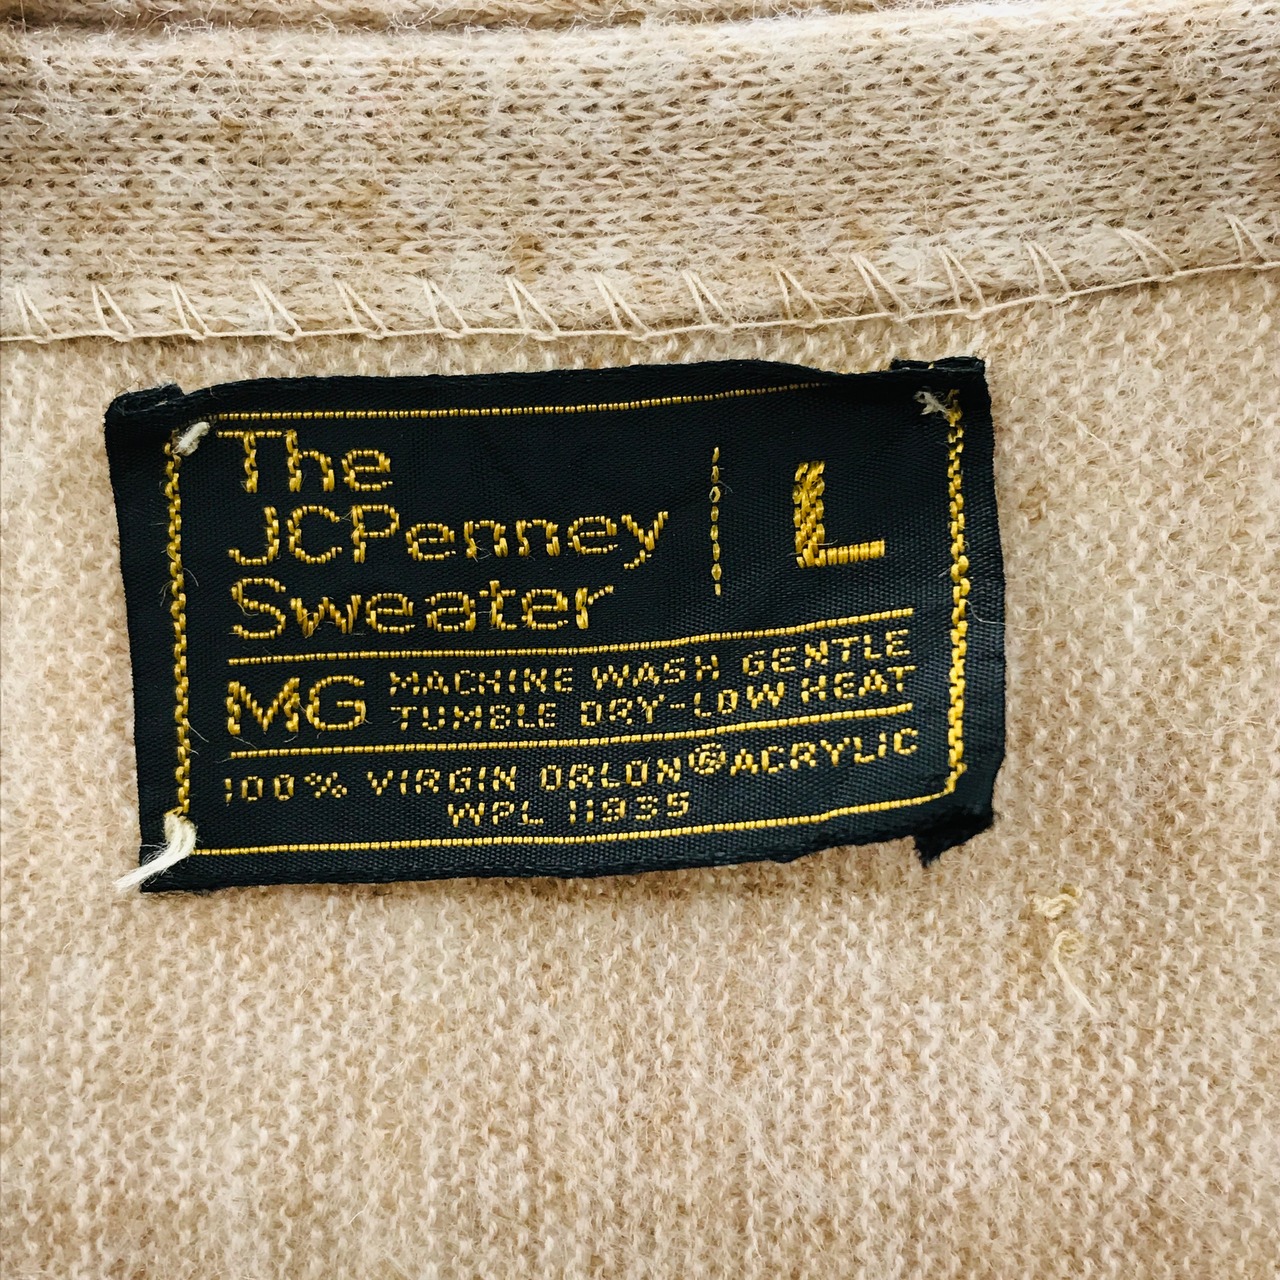 The
JCPenney
Sweater
L
MG
MACHINE WASH GENTLE
TUMBLE DRY-LOW HEAT
100% VIRGIN ORLON® ACRYLIC
WPL 11935